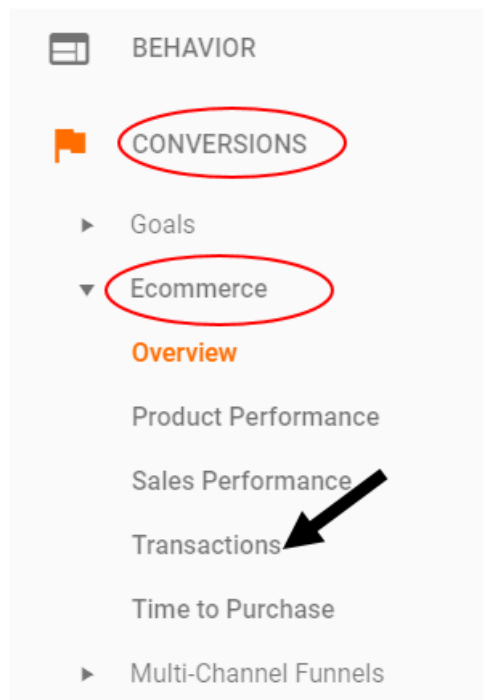 BEHAVIOR
CONVERSIONS
Goals
Ecommerce
Overview
Product Performance
Sales Performance
Transactions
Time to Purchase
Multi-Channel Funnels